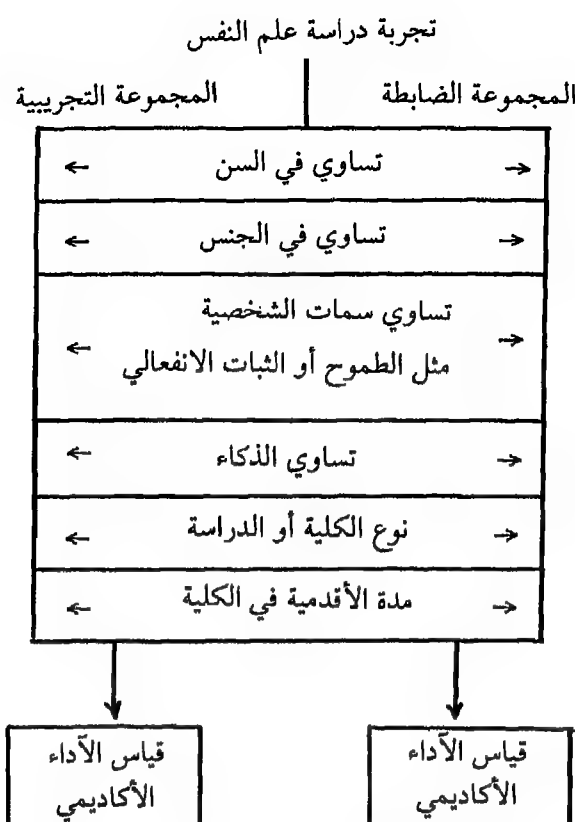 تجربة دراسة علم النفس
المجموعة الضابطة
المجموعة التجريبية
تساوي في السن
تساوي في الجنس
تساوي سمات الشخصية
مثل الطموح أو الثبات الانفعالي
تساوي الذكاء
نوع الكلية أو الدراسة
مدة الأقدمية في الكلية
قياس الآداء
الأكاديمي
قياس الآداء
الأكاديمي